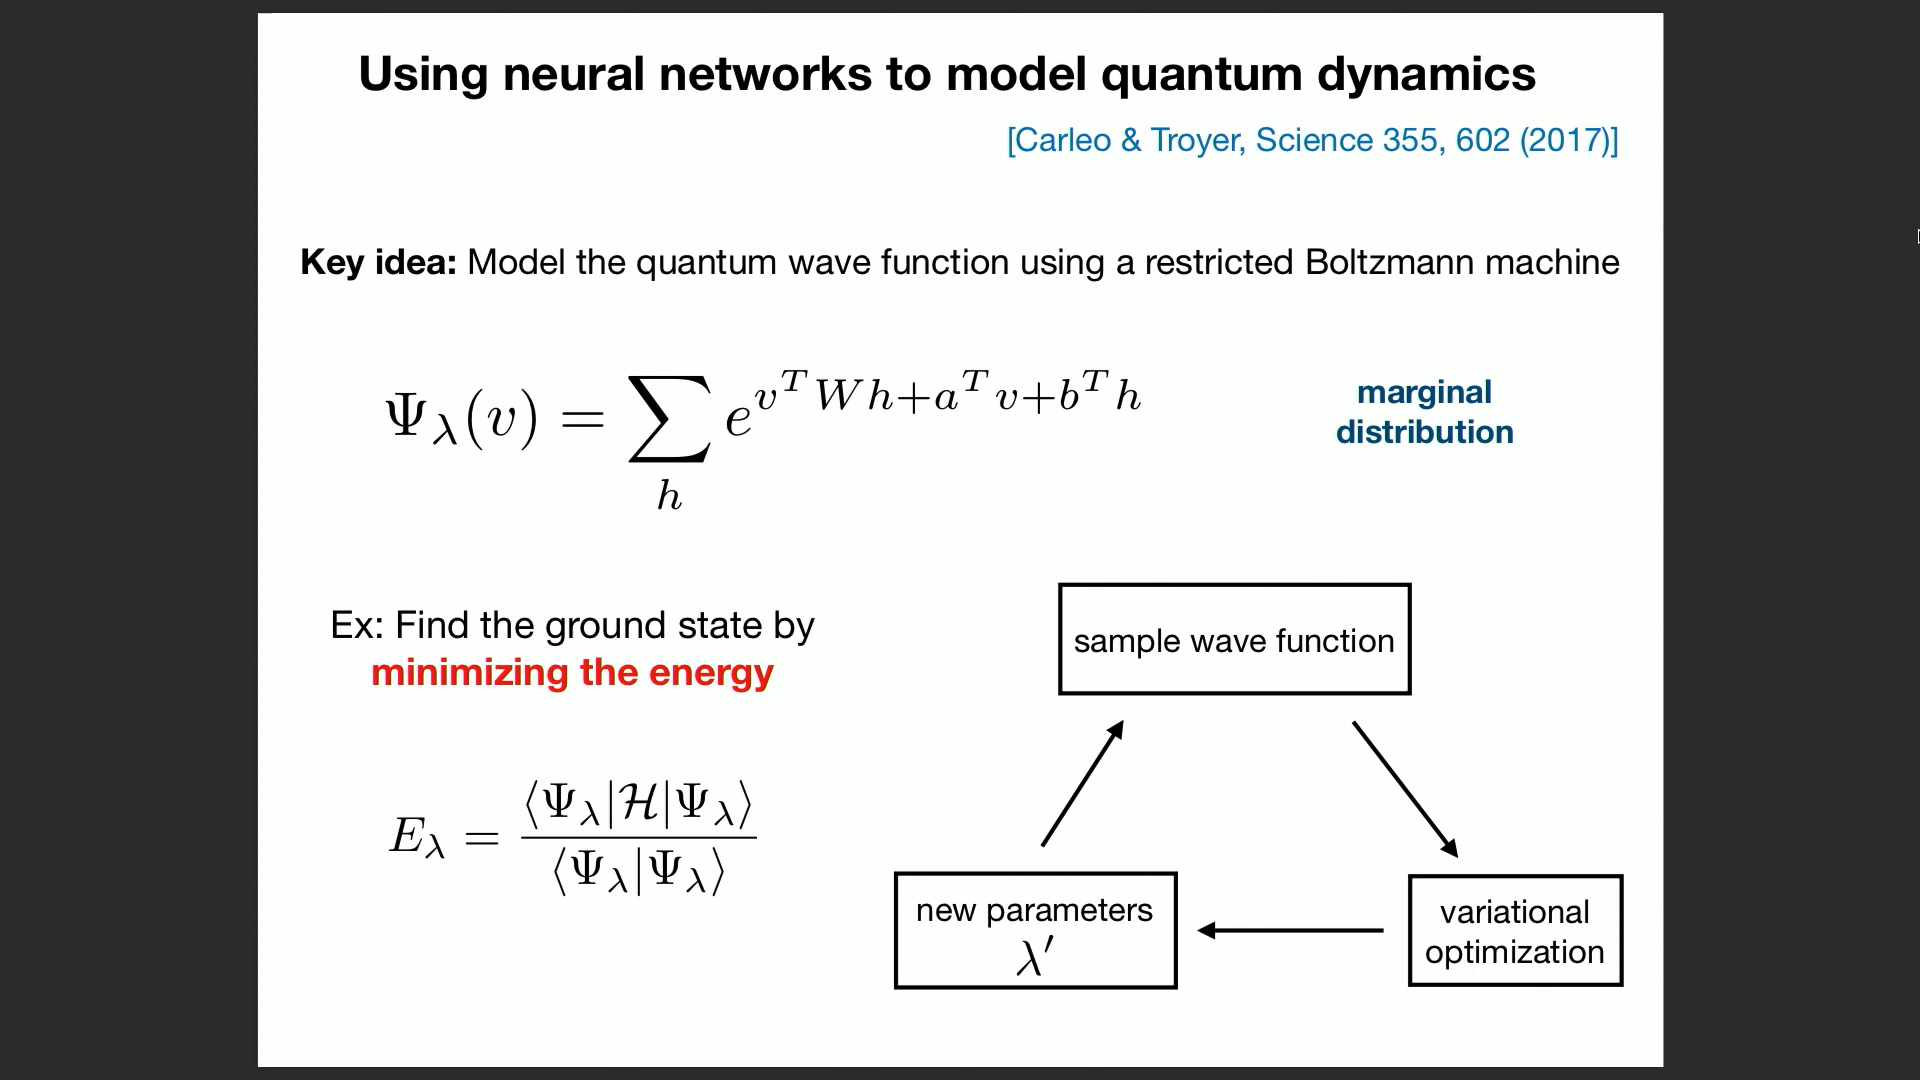 Using neural networks to model quantum dynamics
[Carleo & Troyer, Science 355, 602 (2017)]
Key idea: Model the quantum wave function using a restricted Boltzmann machine
Ψ_λ(v) = ∑_h e^{v^T W h + a^T v + b^T h}
marginal
distribution
Ex: Find the ground state by
minimizing the energy
E_λ = ⟨Ψ_λ|ℋ|Ψ_λ⟩ / ⟨Ψ_λ|Ψ_λ⟩
sample wave function
variational
optimization
new parameters
λ′